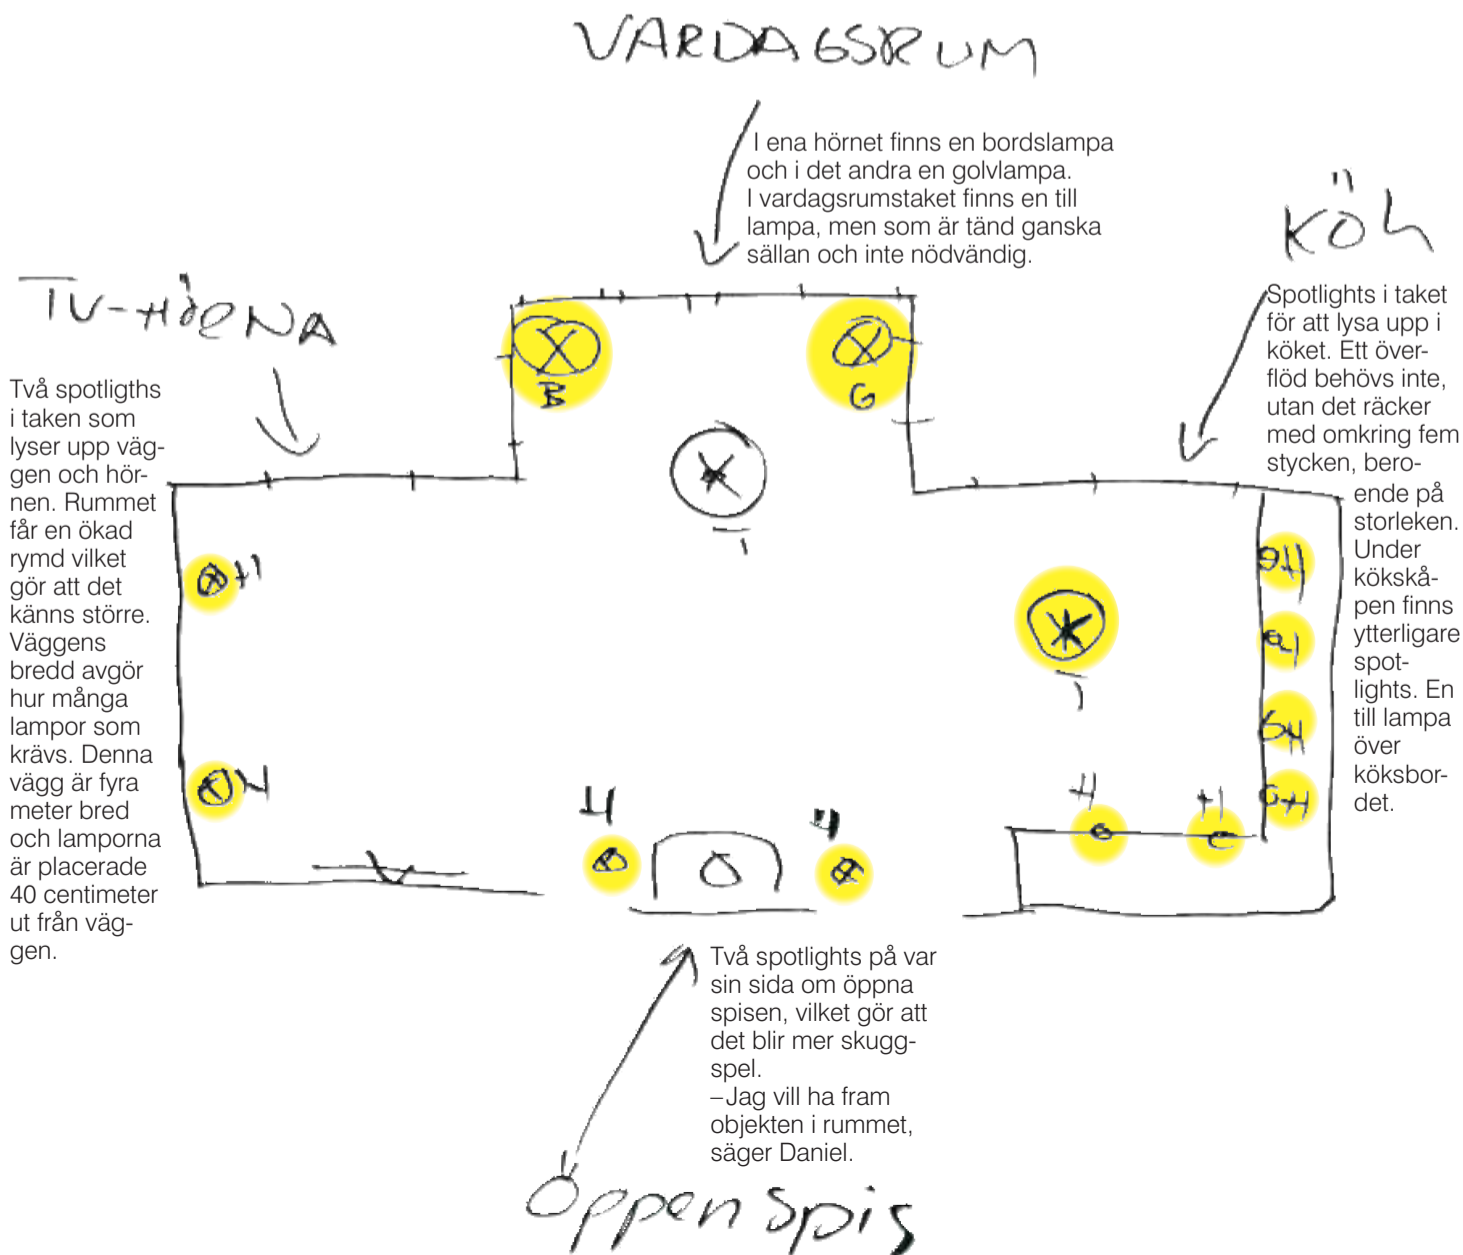 VARDAGSRUM
I ena hörnet finns en bordslampa
och i det andra en golvlampa.
I vardagsrumstaket finns en till
lampa, men som är tänd ganska
sällan och inte nödvändig.
KÖK
Spotlights i taket
för att lysa upp i
köket. Ett över-
flöd behövs inte,
utan det räcker
med omkring fem
stycken, bero-
ende på
storleken.
Under
kökskå-
pen finns
ytterligare
spot-
lights. En
till lampa
över
köksbor-
det.
TV-HÖRNA
Två spotligths
i taken som
lyser upp väg-
gen och hör-
nen. Rummet
får en ökad
rymd vilket
gör att det
känns större.
Väggens
bredd avgör
hur många
lampor som
krävs. Denna
vägg är fyra
meter bred
och lamporna
är placerade
40 centimeter
ut från väg-
gen.
B
G
Två spotlights på var
sin sida om öppna
spisen, vilket gör att
det blir mer skugg-
spel.
–Jag vill ha fram
objekten i rummet,
säger Daniel.
Öppen Spis